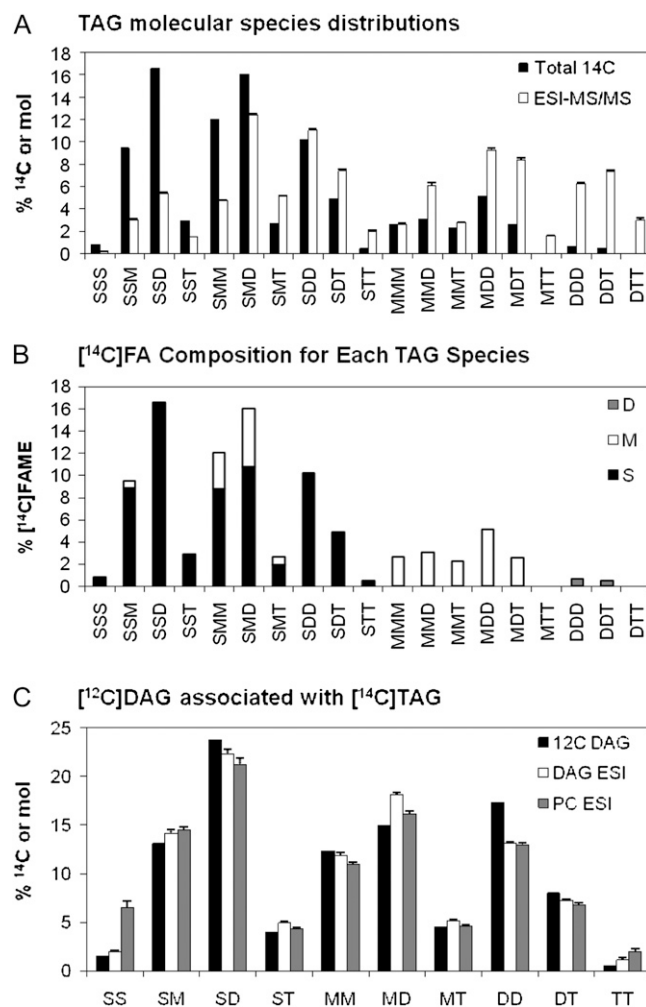 A TAG molecular species distributions
18
16
14
12
10
8
6
4
2
0
% ¹⁴C or mol
Total 14C
ESI-MS/MS
SSS SSM SSD SST SMM SMD SMT SDD SDT STT MMM MMD MMT MDD MDT MTT DDD DDT DTT
B [¹⁴C]FA Composition for Each TAG Species
18
16
14
12
10
8
6
4
2
0
% [¹⁴C]FAME
D
M
S
SSS SSM SSD SST SMM SMD SMT SDD SDT STT MMM MMD MMT MDD MDT MTT DDD DDT DTT
C [¹²C]DAG associated with [¹⁴C]TAG
25
20
15
10
5
0
% ¹⁴C or mol
12C DAG
DAG ESI
PC ESI
SS SM SD ST MM MD MT DD DT TT